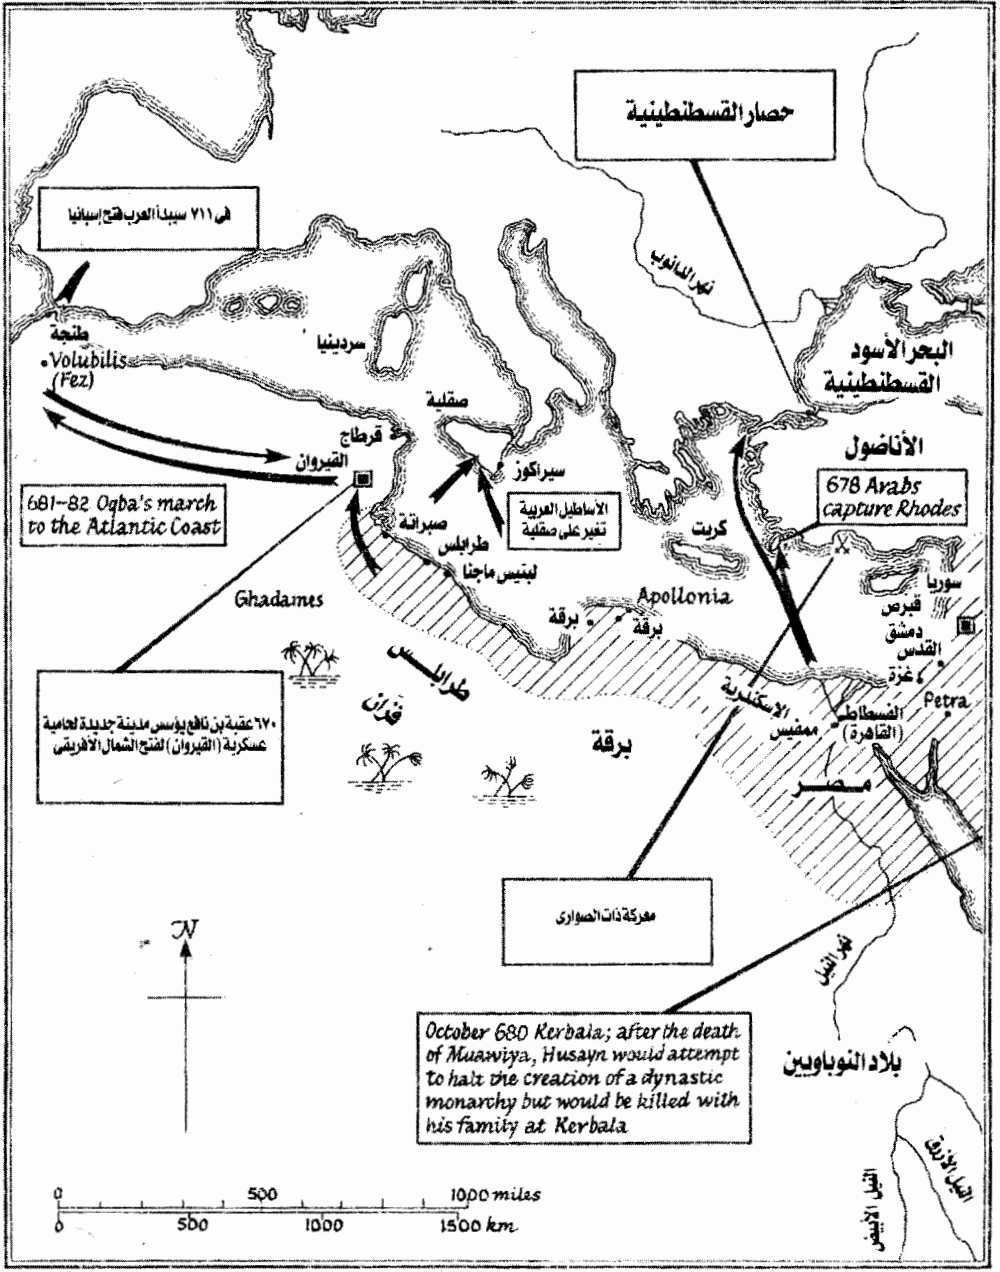 حصار القسطنطينية
فى ٧١١ سيبدأ العرب فتح إسبانيا
نهر الدانوب
طنجة
Volubilis
(Fez)
سردينيا
البحر الأسود
القسطنطينية
صقلية
قرطاج
القيروان
سيراكوز
الأناضول
681-82 Oqba's march
to the Atlantic Coast
678 Arabs
capture Rhodes
الأساطيل العربية
تغير على صقلية
صبراتة
طرابلس
لبتيس ماجنا
كريت
سوريا
قبرص
دمشق
القدس
غزة
Ghadames
Apollonia
برقة
برقة
طرابلس
فزان
برقة
الإسكندرية
Petra
الفسطاط
(القاهرة)
ممفيس
مصر
٦٧٠ عقبة بن نافع يؤسس مدينة جديدة لحامية
عسكرية (القيروان) لفتح الشمال الأفريقى
معركة ذات الصوارى
N
نهر النيل
October 680 Kerbala; after the death
of Muawiya, Husayn would attempt
to halt the creation of a dynastic
monarchy but would be killed with
his family at Kerbala
بلاد النوباويين
النيل الأزرق
النيل الأبيض
0 500 1000 miles
0 500 1000 1500 km